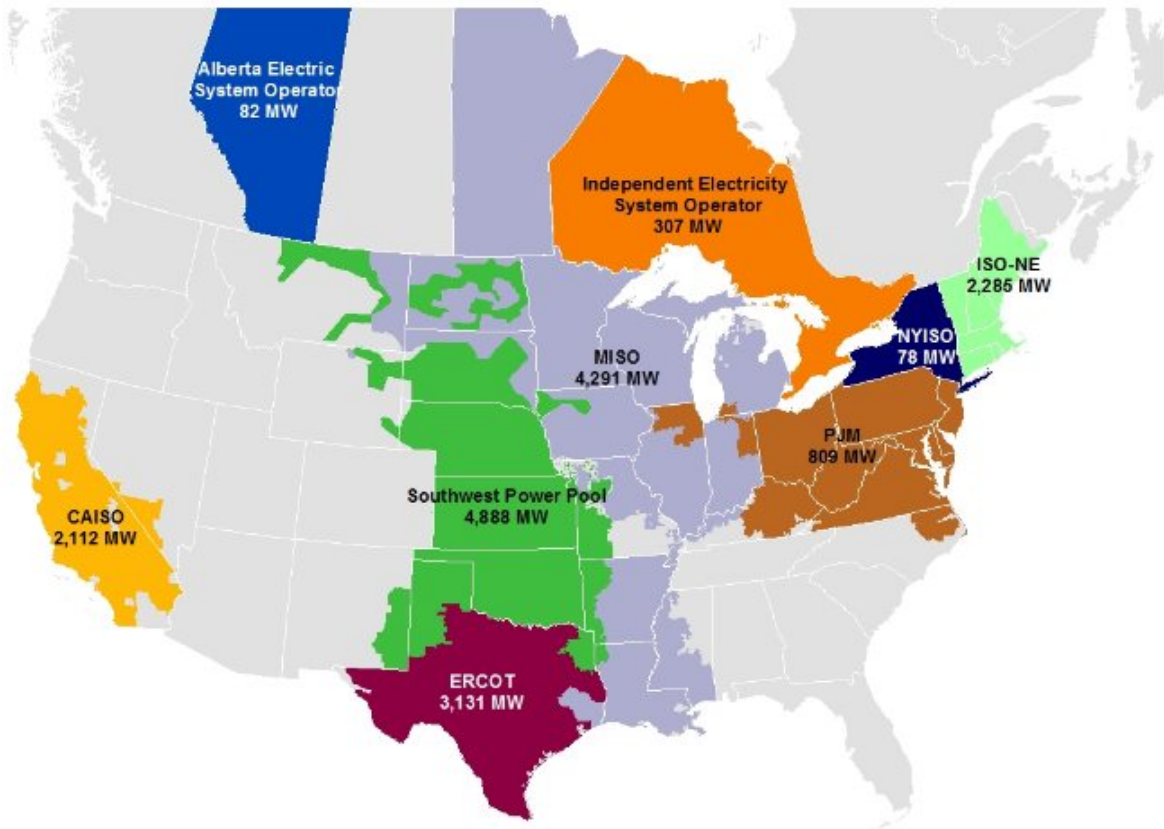 Alberta Electric
System Operator
82 MW
Independent Electricity
System Operator
307 MW
ISO-NE
2,285 MW
NYISO
78 MW
MISO
4,291 MW
PJM
809 MW
Southwest Power Pool
4,888 MW
CAISO
2,112 MW
ERCOT
3,131 MW